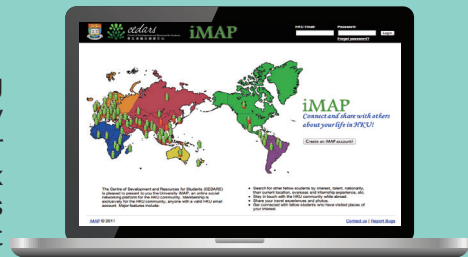 HKU Email:
Password:
Login
Forgot password?
cedars
iMAP
iMAP
Connect and share with others
about your life in HKU!
Create an iMAP account!
The Centre of Development and Resources for Students (CEDARS)
is pleased to present to you the University iMAP, an online social
networking platform for the HKU community. Membership is
exclusively for the HKU community, anyone with a valid HKU email
account. Major features include:
Search for other fellow students by interest, talent, nationality,
their current location, overseas and internship experience, etc.
Stay in touch with the HKU community while abroad.
Share your travel experiences and photos.
Get connected with fellow students who have visited places of
your interest.
iMAP © 2011
Contact us | Report Bugs